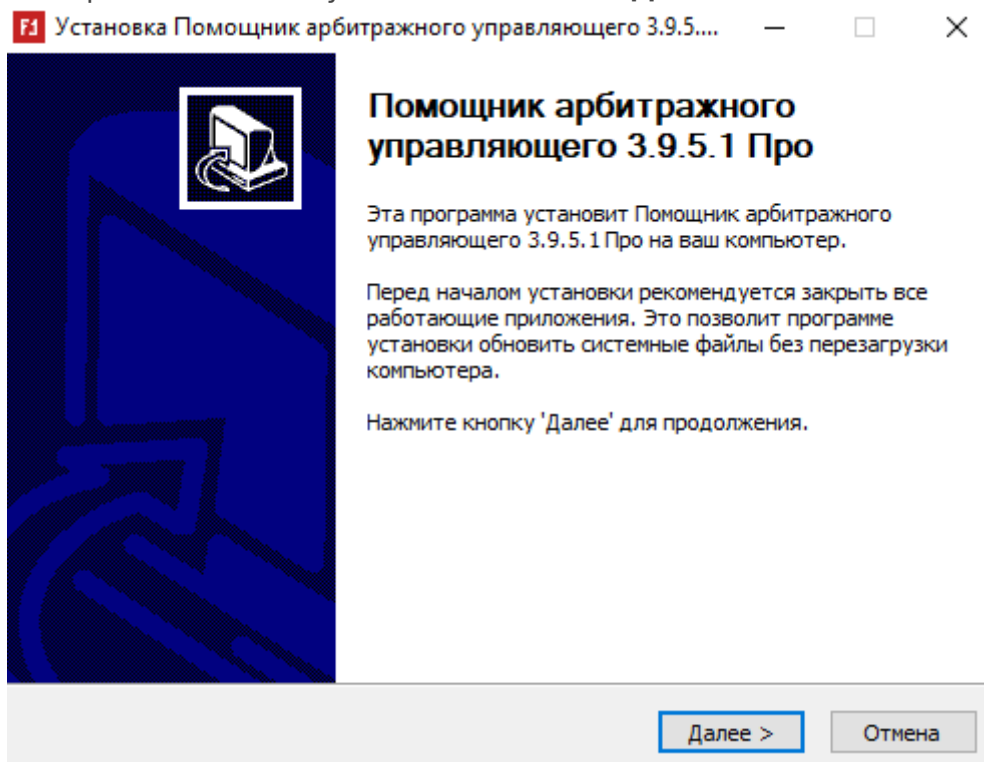 Установка Помощник арбитражного управляющего 3.9.5....
Помощник арбитражного
управляющего 3.9.5.1 Про
Эта программа установит Помощник арбитражного
управляющего 3.9.5.1 Про на ваш компьютер.
Перед началом установки рекомендуется закрыть все
работающие приложения. Это позволит программе
установки обновить системные файлы без перезагрузки
компьютера.
Нажмите кнопку 'Далее' для продолжения.
Далее > Отмена